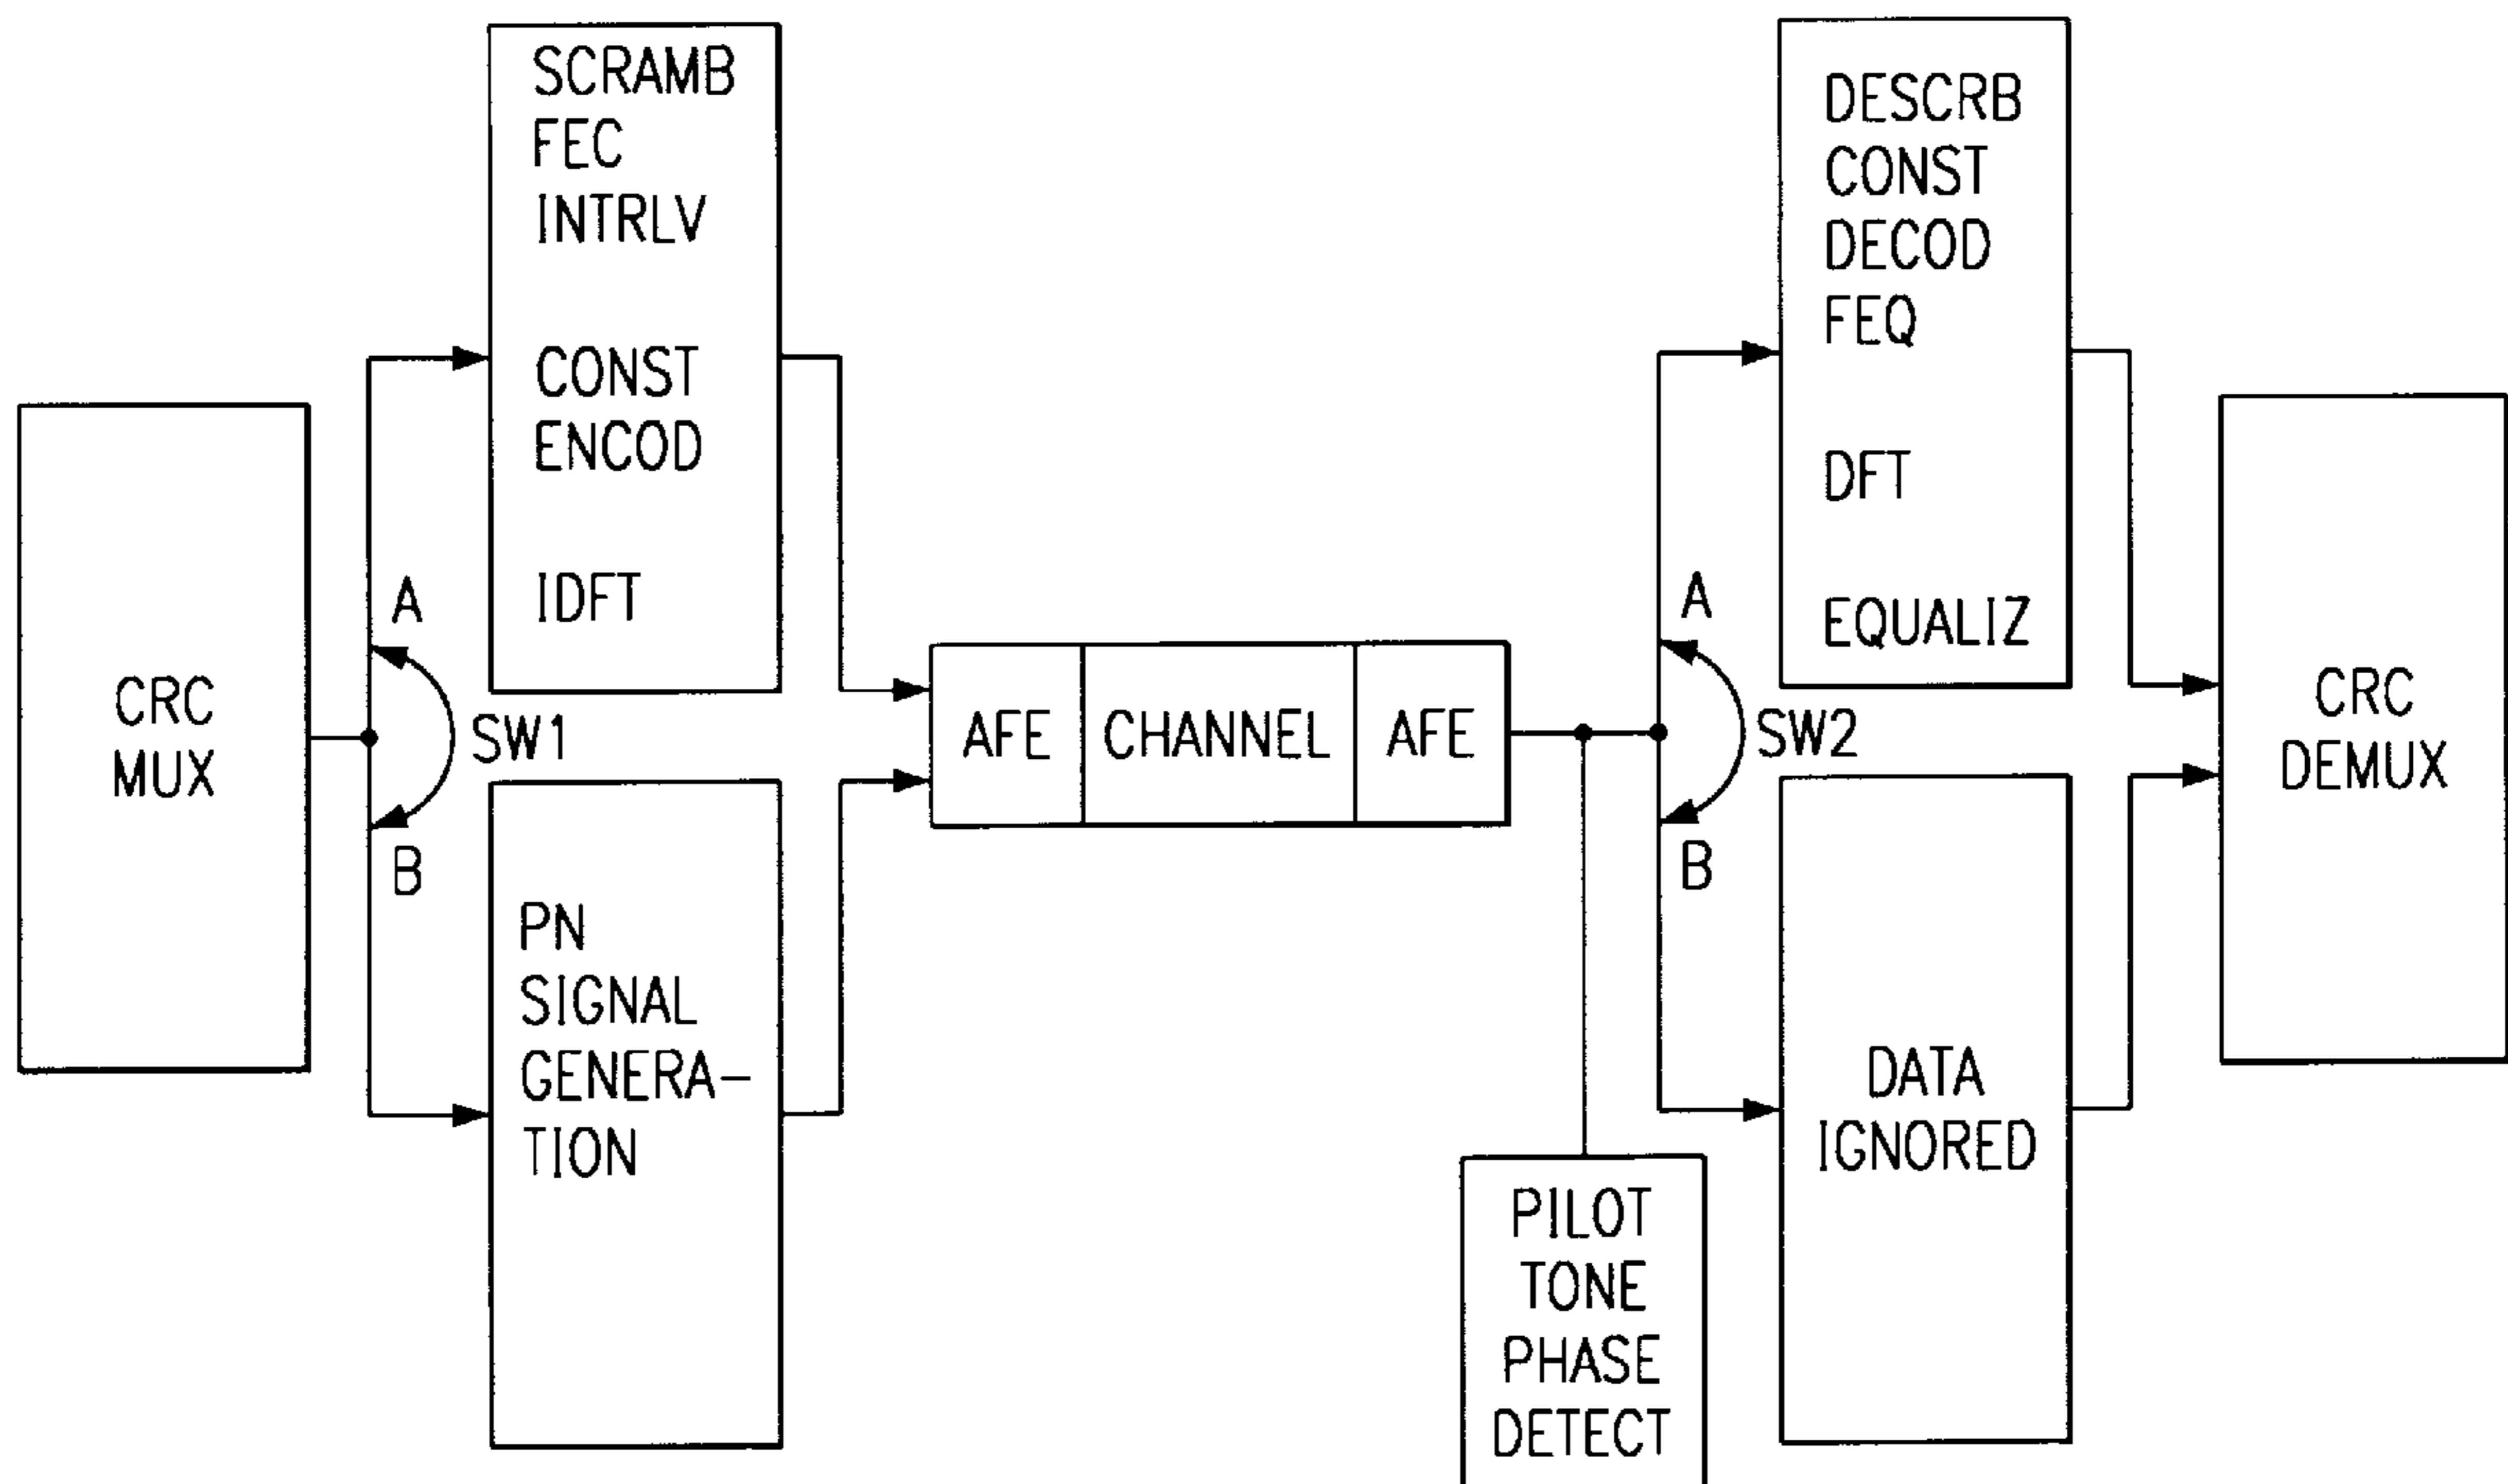 CRC
MUX
A
SW1
B
SCRAMB
FEC
INTRLV
CONST
ENCOD
IDFT
PN
SIGNAL
GENERA-
TION
AFE
CHANNEL
AFE
PILOT
TONE
PHASE
DETECT
A
SW2
B
DESCRB
CONST
DECOD
FEQ
DFT
EQUALIZ
DATA
IGNORED
CRC
DEMUX